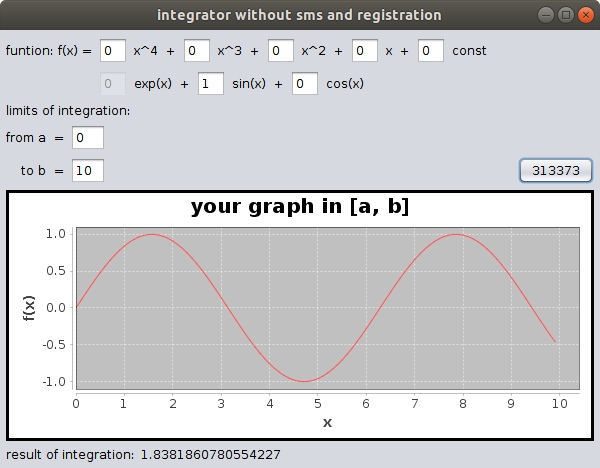 integrator without sms and registration
funtion: f(x) = 0 x^4 + 0 x^3 + 0 x^2 + 0 x + 0 const
0 exp(x) + 1 sin(x) + 0 cos(x)
limits of integration:
from a = 0
to b = 10
313373
your graph in [a, b]
1.0
0.5
0.0
-0.5
-1.0
f(x)
0 1 2 3 4 5 6 7 8 9 10
x
result of integration: 1.8381860780554227